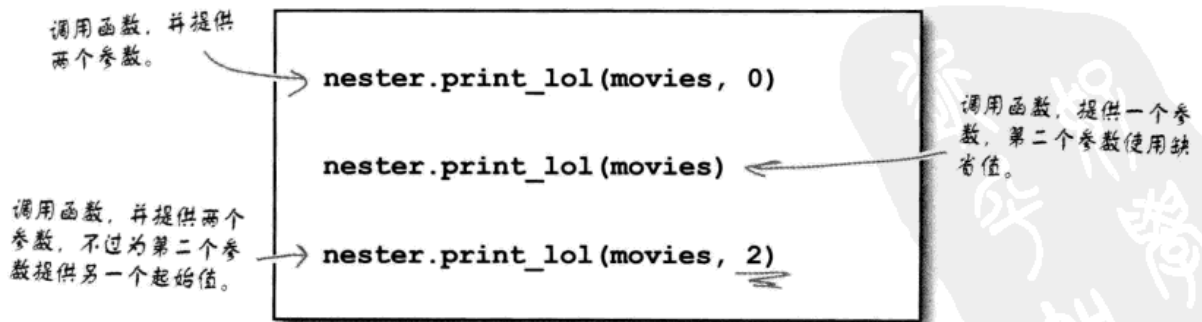 调用函数，并提供
两个参数。
nester.print_lol(movies, 0)
调用函数，提供一个参
数，第二个参数使用缺
省值。
nester.print_lol(movies)
调用函数，并提供两个
参数，不过为第二个参
数提供另一个起始值。
nester.print_lol(movies, 2)